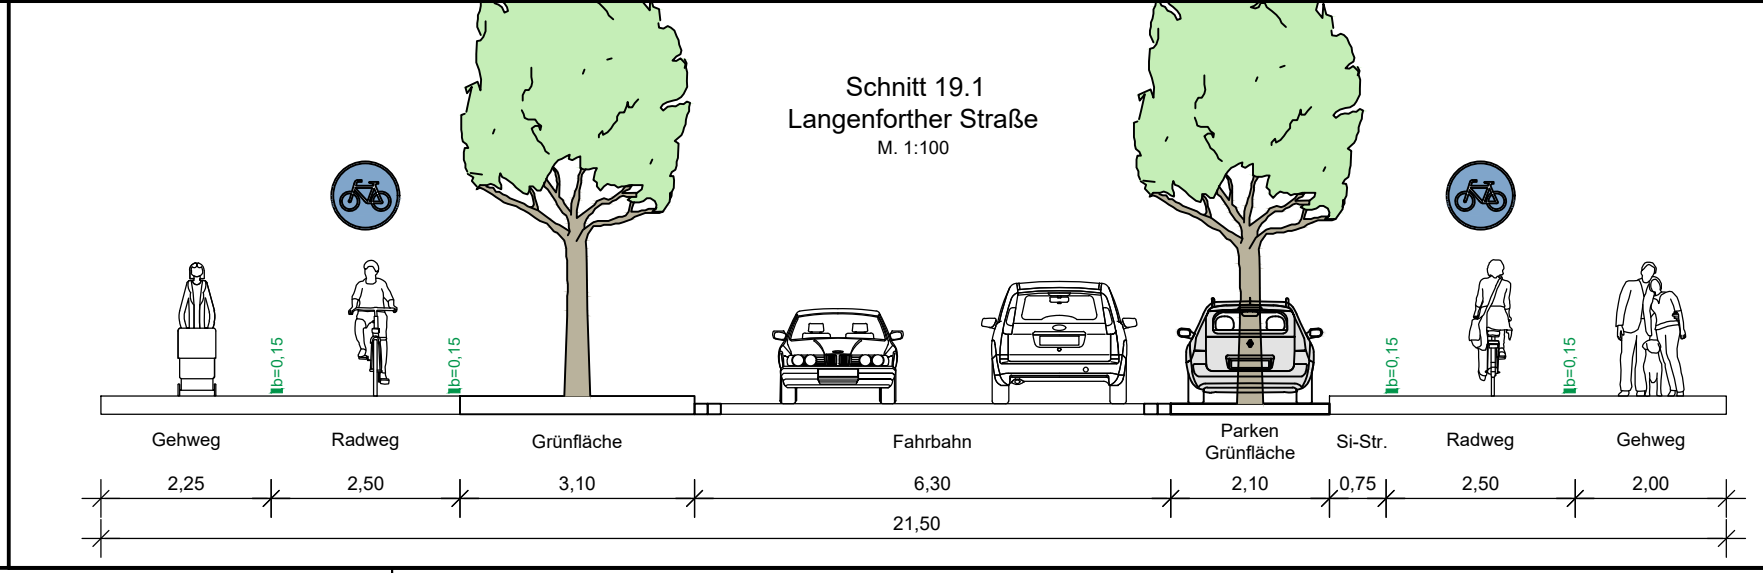 Schnitt 19.1
Langenforther Straße
M. 1:100
b=0,15
b=0,15
b=0,15
b=0,15
Gehweg
Radweg
Grünfläche
Fahrbahn
Parken
Grünfläche
Si-Str.
Radweg
Gehweg
2,25
2,50
3,10
6,30
2,10
0,75
2,50
2,00
21,50